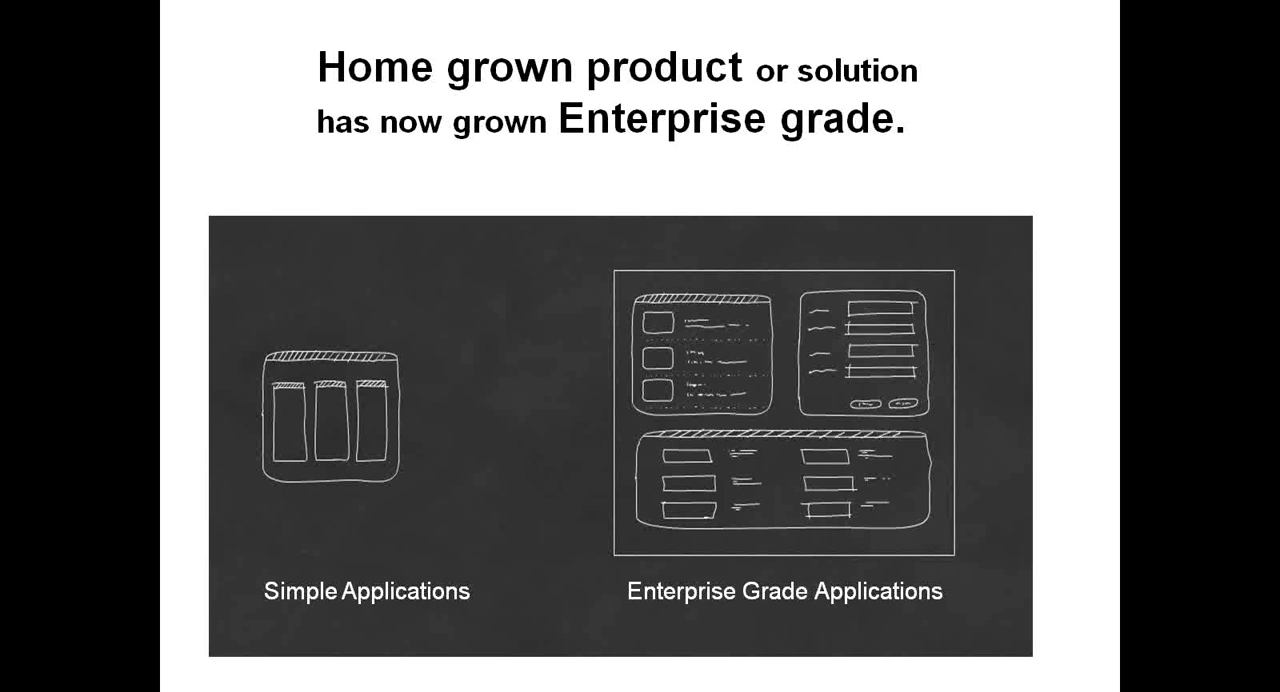 Home grown product or solution
has now grown Enterprise grade.
Simple Applications
Enterprise Grade Applications